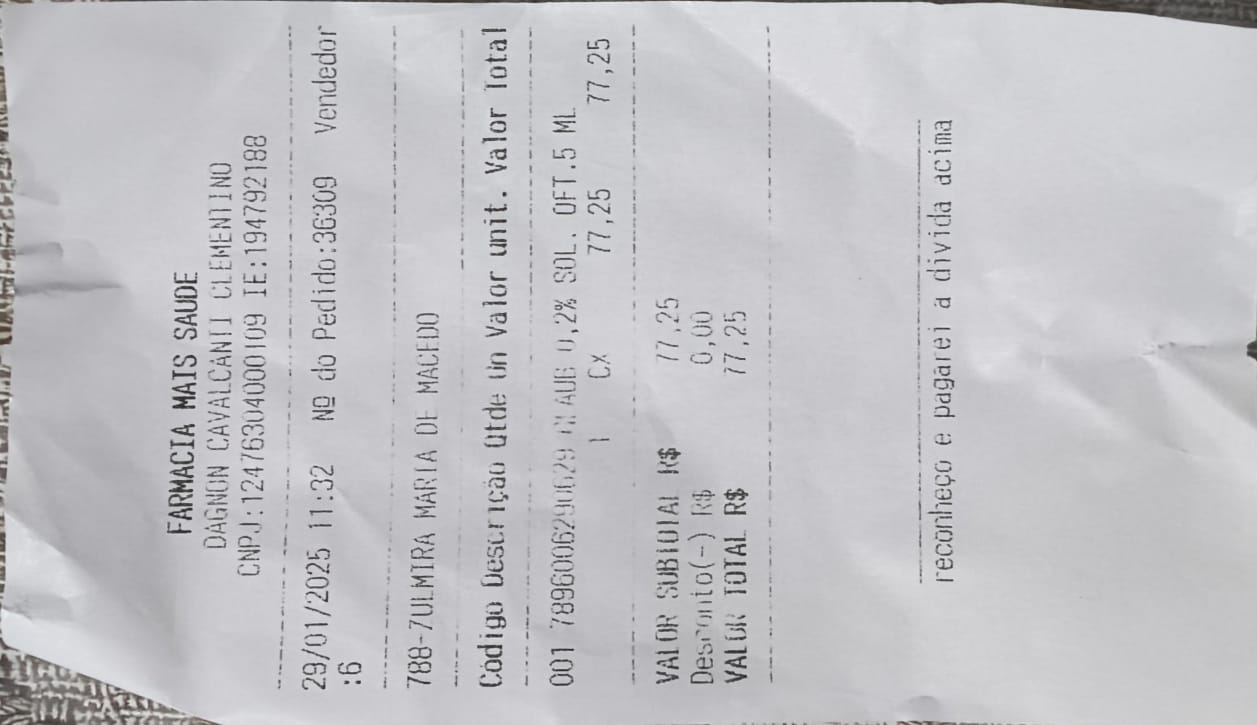 FARMACIA MAIS SAUDE
DAGNON CAVALCANTI CLEMENTINO
CNPJ:12476304000109 IE:194792188
29/01/2025 11:32 Nº do Pedido:36309 Vendedor
:6
788-ZULMIRA MARIA DE MACEDO
Código Descrição Qtde Un Valor unit. Valor Total
001 7896006290629 GLAUB 0,2% SOL. OFT.5 ML
1 CX 77,25 77,25
VALOR SUBTOTAL R$ 77,25
Desconto(-) R$ 0,00
VALOR TOTAL R$ 77,25
reconheço e pagarei a divida acima